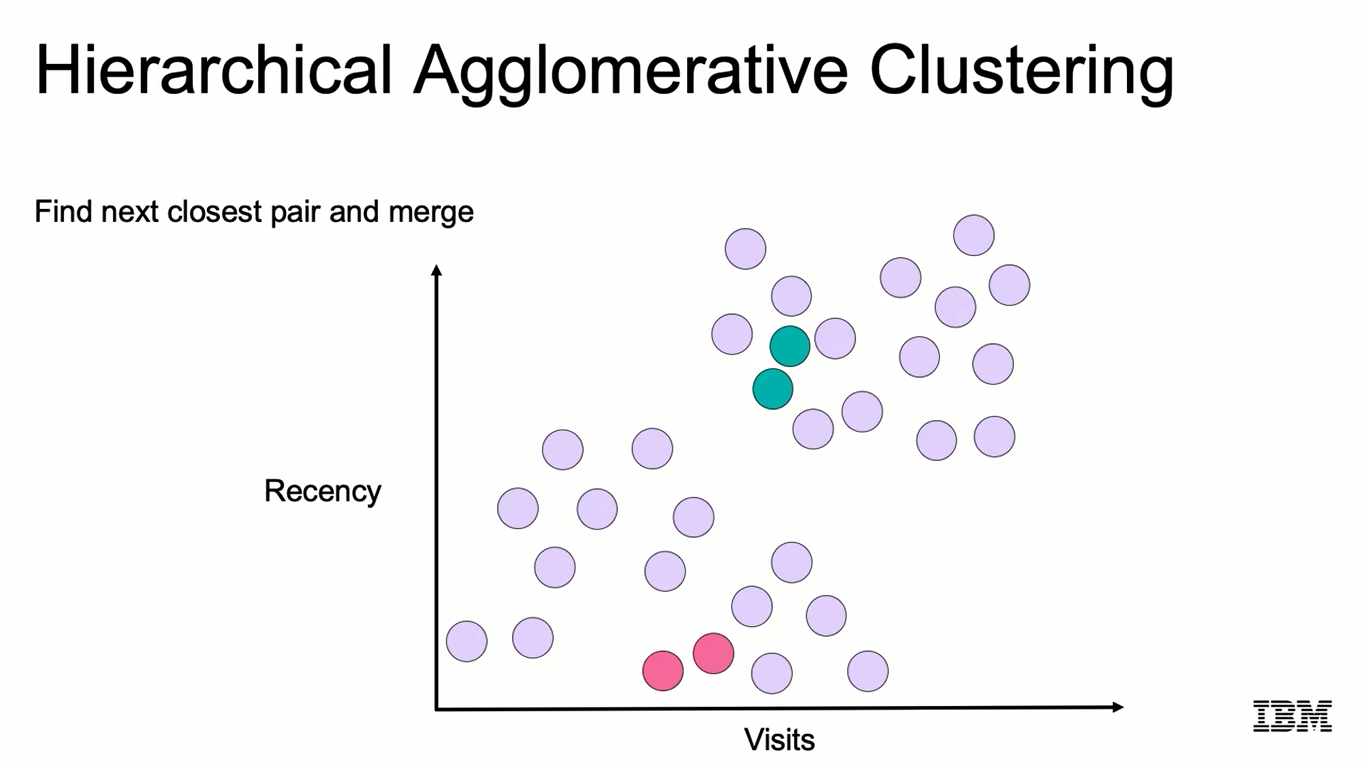 Hierarchical Agglomerative Clustering
Find next closest pair and merge
Recency
Visits
IBM